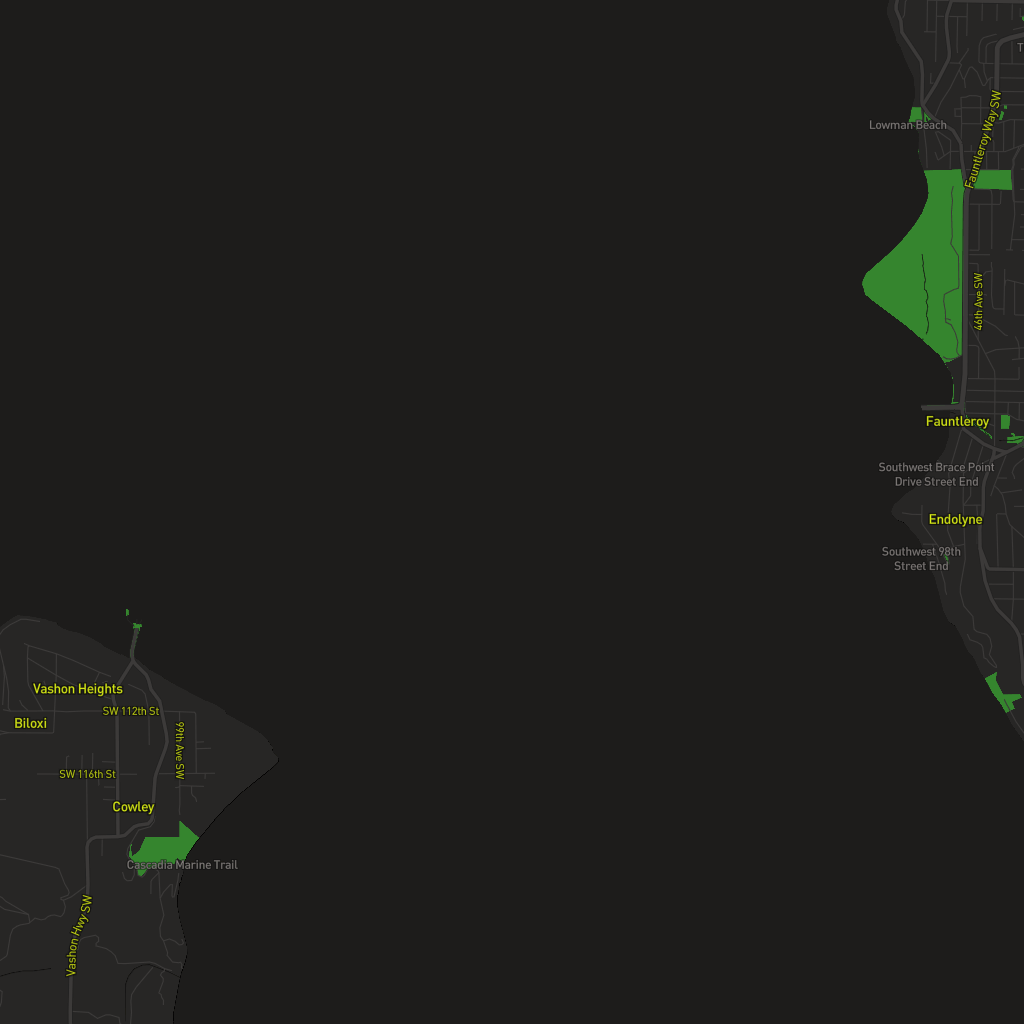 T
Lowman Beach
Fauntleroy Way SW
46th Ave SW
Fauntleroy
Southwest Brace Point
Drive Street End
Endolyne
Southwest 98th
Street End
Vashon Heights
SW 112th St
Biloxi
99th Ave SW
SW 116th St
Cowley
Cascadia Marine Trail
Vashon Hwy SW